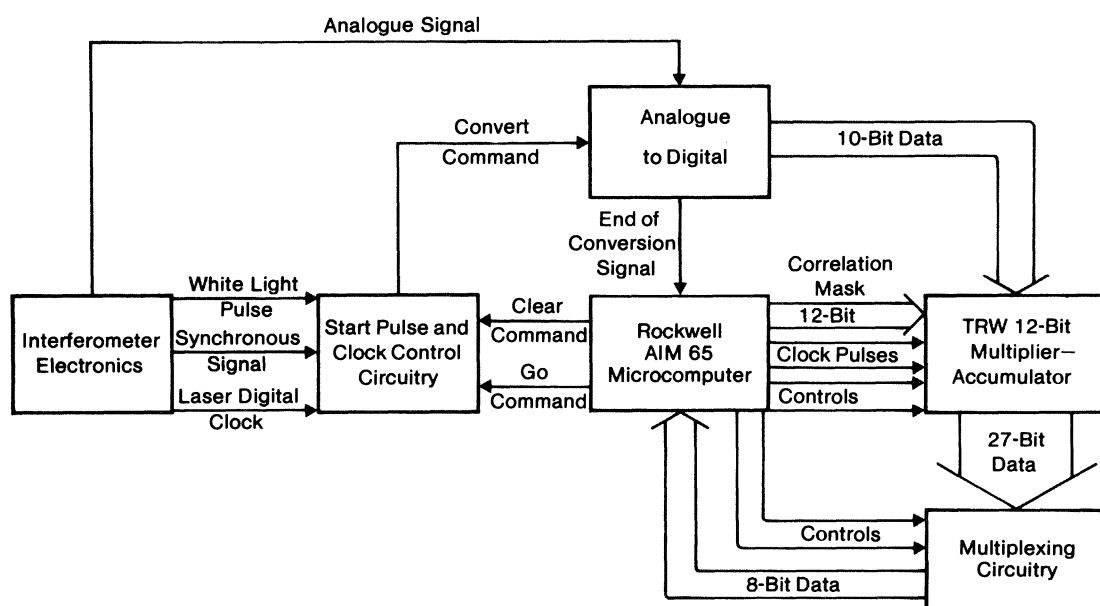 Analogue Signal
Analogue
to Digital
Convert
Command
10-Bit Data
End of
Conversion
Signal
White Light
Pulse
Synchronous
Signal
Laser Digital
Clock
Interferometer
Electronics
Start Pulse and
Clock Control
Circuitry
Clear
Command
Go
Command
Rockwell
AIM 65
Microcomputer
Correlation
Mask
12-Bit
Clock Pulses
Controls
TRW 12-Bit
Multiplier—
Accumulator
27-Bit
Data
Controls
8-Bit Data
Multiplexing
Circuitry